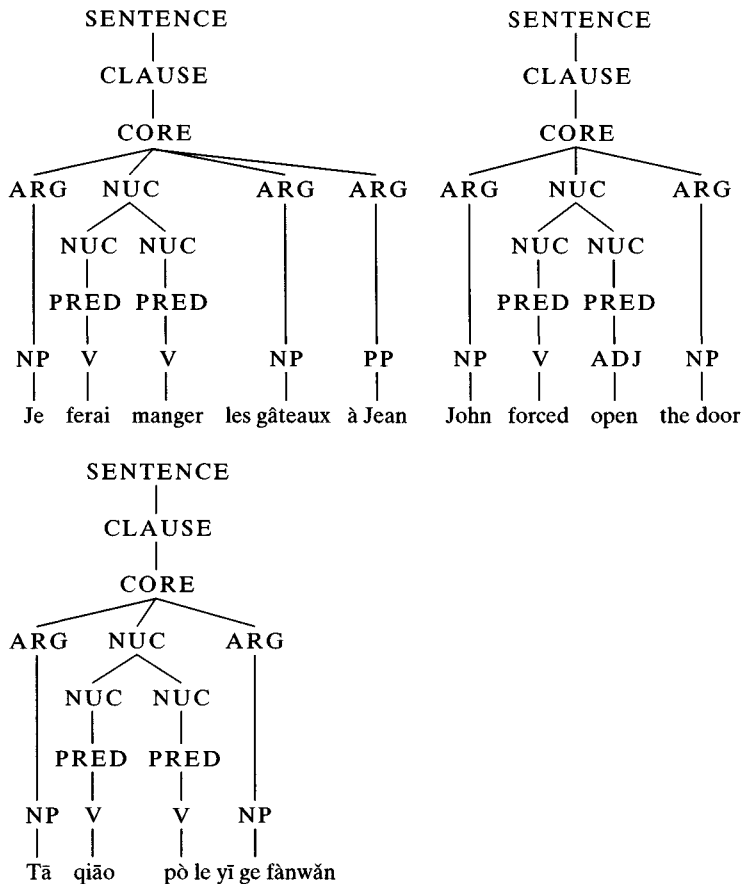 SENTENCE
CLAUSE
CORE
ARG NUC ARG ARG
NUC NUC
PRED PRED
NP V V NP PP
Je ferai manger les gâteaux à Jean
SENTENCE
CLAUSE
CORE
ARG NUC ARG
NUC NUC
PRED PRED
NP V ADJ NP
John forced open the door
SENTENCE
CLAUSE
CORE
ARG NUC ARG
NUC NUC
PRED PRED
NP V V NP
Tā qiāo pò le yī ge fànwǎn